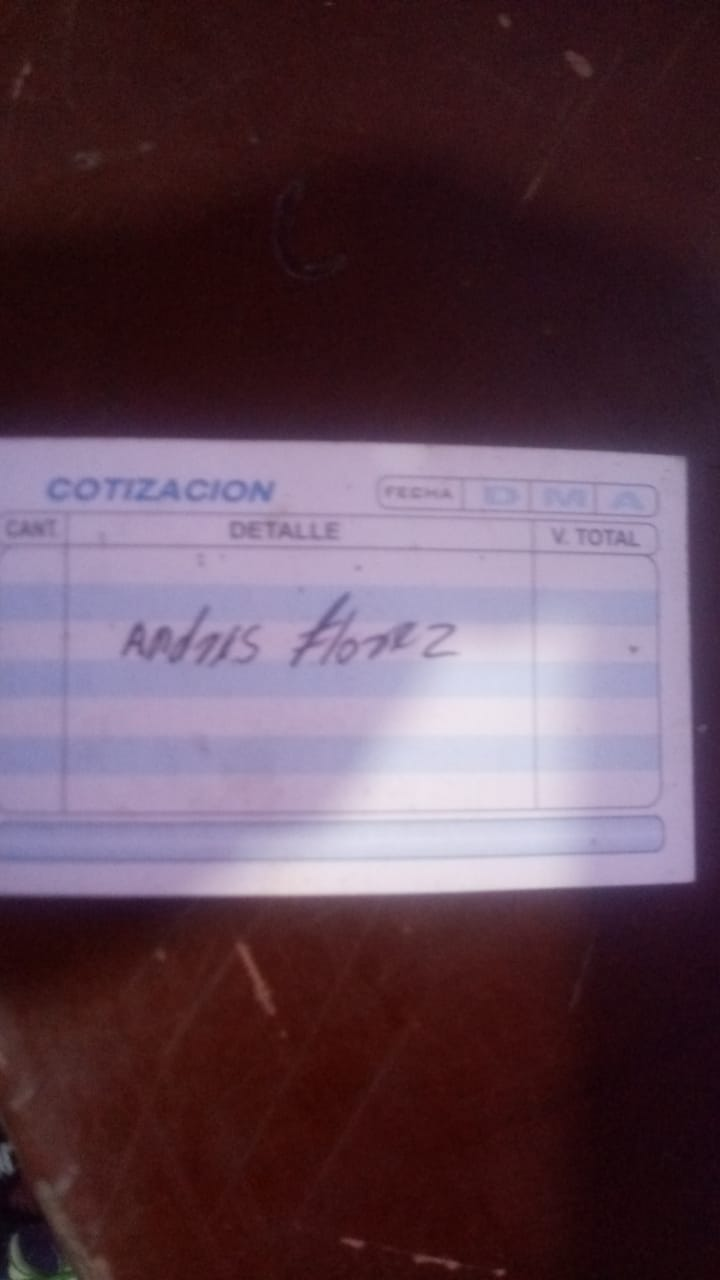 COTIZACION FECHA D M A
CANT. DETALLE V. TOTAL
Andres Florez